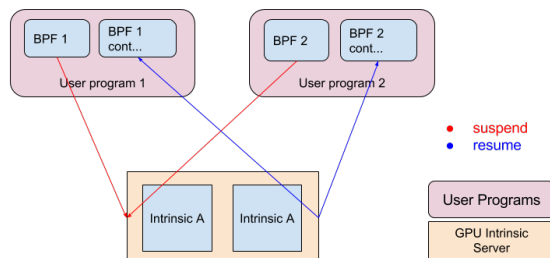 BPF 1
BPF 1
cont...
User program 1
BPF 2
BPF 2
cont...
User program 2
suspend
resume
Intrinsic A
Intrinsic A
User Programs
GPU Intrinsic
Server